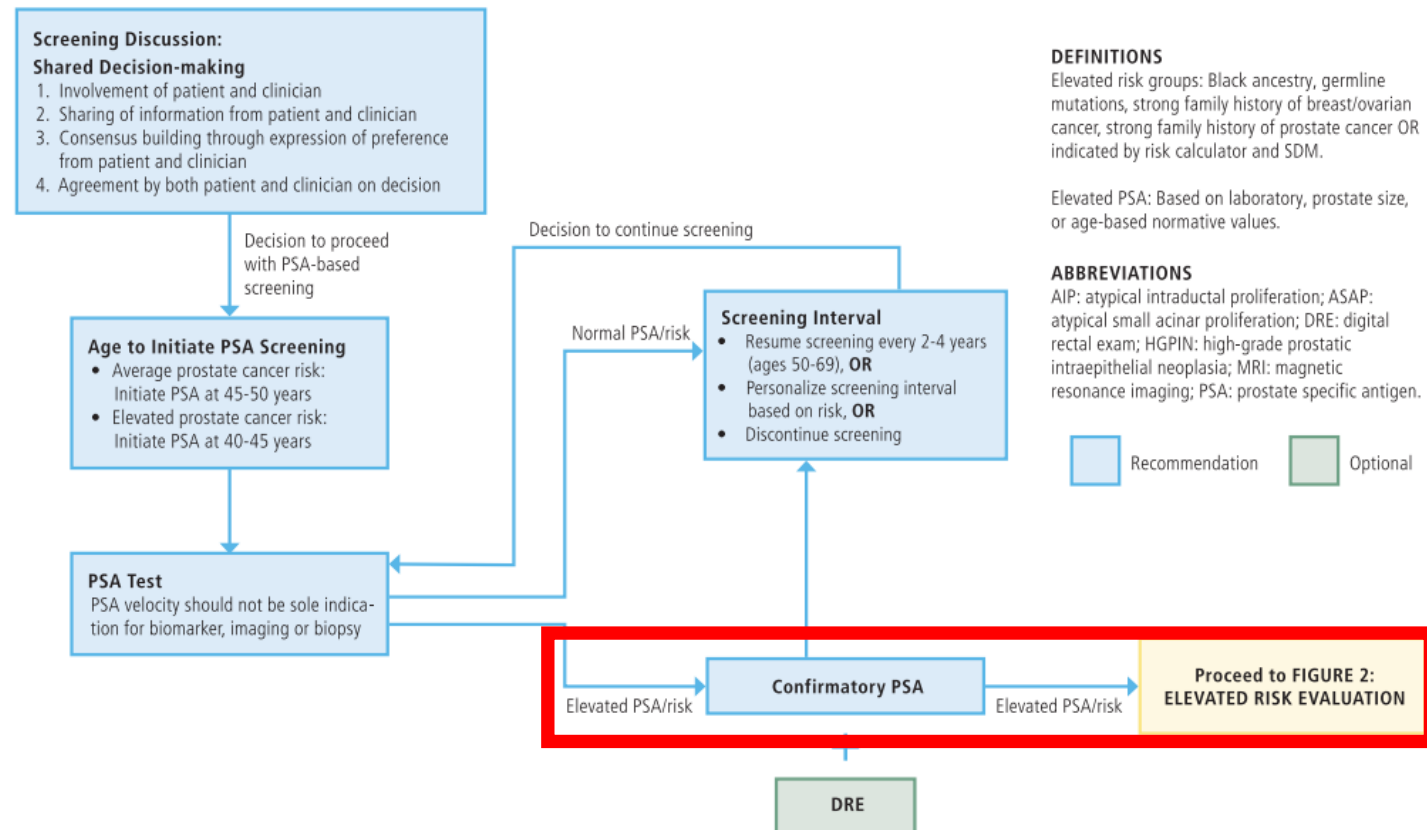 Screening Discussion:
Shared Decision-making
1. Involvement of patient and clinician
2. Sharing of information from patient and clinician
3. Consensus building through expression of preference
from patient and clinician
4. Agreement by both patient and clinician on decision
Decision to proceed
with PSA-based
screening
Age to Initiate PSA Screening
• Average prostate cancer risk:
Initiate PSA at 45-50 years
• Elevated prostate cancer risk:
Initiate PSA at 40-45 years
PSA Test
PSA velocity should not be sole indica-
tion for biomarker, imaging or biopsy
Decision to continue screening
Normal PSA/risk
Screening Interval
• Resume screening every 2-4 years
(ages 50-69), OR
• Personalize screening interval
based on risk, OR
• Discontinue screening
Elevated PSA/risk
Confirmatory PSA
Elevated PSA/risk
Proceed to FIGURE 2:
ELEVATED RISK EVALUATION
DRE
DEFINITIONS
Elevated risk groups: Black ancestry, germline
mutations, strong family history of breast/ovarian
cancer, strong family history of prostate cancer OR
indicated by risk calculator and SDM.
Elevated PSA: Based on laboratory, prostate size,
or age-based normative values.
ABBREVIATIONS
AIP: atypical intraductal proliferation; ASAP:
atypical small acinar proliferation; DRE: digital
rectal exam; HGPIN: high-grade prostatic
intraepithelial neoplasia; MRI: magnetic
resonance imaging; PSA: prostate specific antigen.
Recommendation
Optional